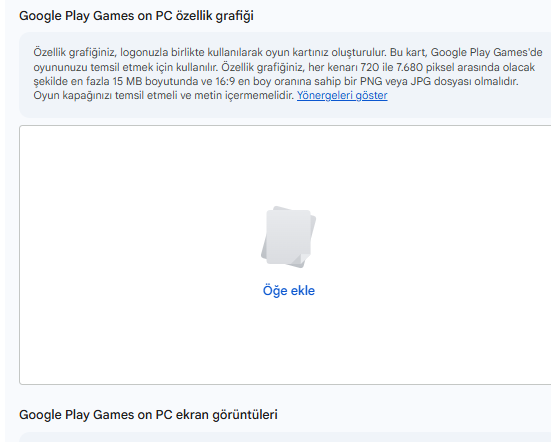 Google Play Games on PC özellik grafiği
Özellik grafiğiniz, logonuzla birlikte kullanılarak oyun kartınız oluşturulur. Bu kart, Google Play Games'de
oyununuzu temsil etmek için kullanılır. Özellik grafiğiniz, her kenarı 720 ile 7.680 piksel arasında olacak
şekilde en fazla 15 MB boyutunda ve 16:9 en boy oranına sahip bir PNG veya JPG dosyası olmalıdır.
Oyun kapağınızı temsil etmeli ve metin içermemelidir. Yönergeleri göster
Öğe ekle
Google Play Games on PC ekran görüntüleri